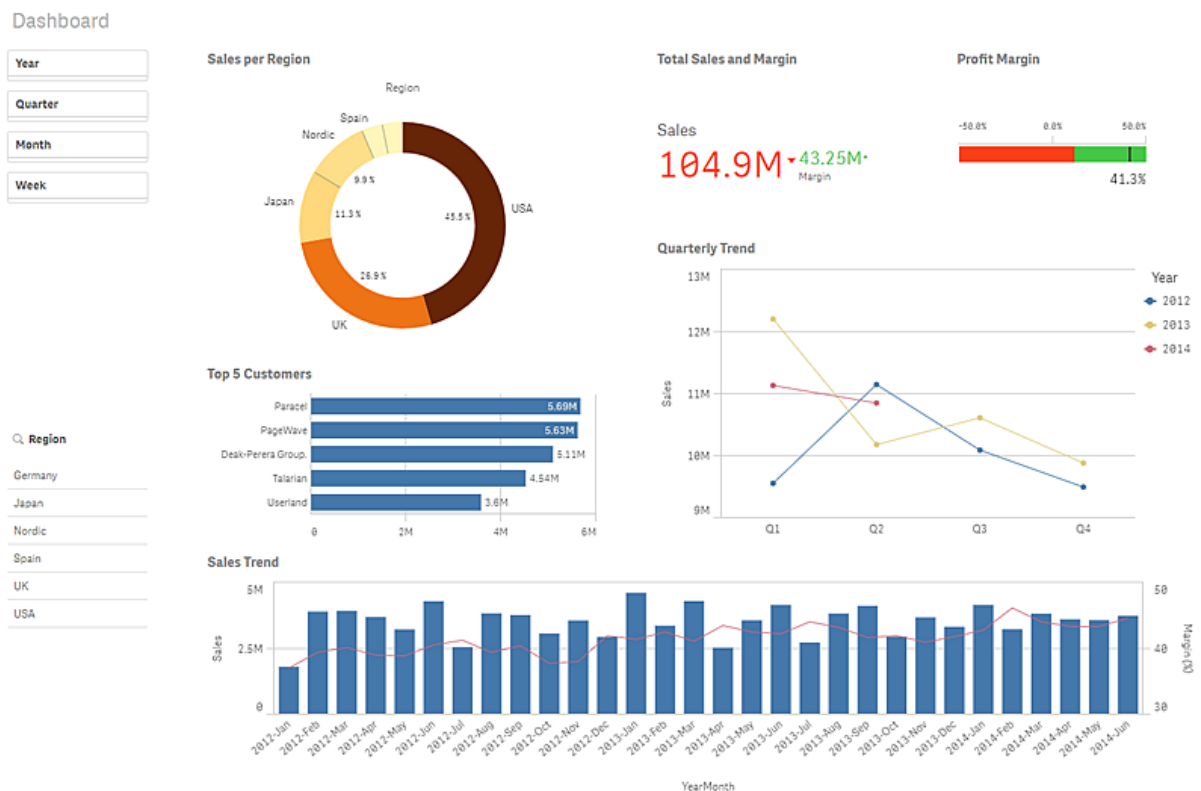 Dashboard
Year
Quarter
Month
Week
Region
Germany
Japan
Nordic
Spain
UK
USA
Sales per Region
Region
Spain
Nordic
Japan
UK
USA
9.9%
11.3%
26.9%
45.5%
Total Sales and Margin
Sales
104.9M
43.25M
Margin
Profit Margin
-50.0% 0.0% 50.0%
41.3%
Top 5 Customers
Paracel 5.69M
PageWave 5.63M
Deak-Perera Group. 5.11M
Talarian 4.54M
Userland 3.6M
0 2M 4M 6M
Quarterly Trend
13M
12M
11M
10M
9M
Sales
Q1 Q2 Q3 Q4
Year
2012
2013
2014
Sales Trend
5M
2.5M
0
Sales
50
40
30
Margin (%)
2012-Jan 2012-Feb 2012-Mar 2012-Apr 2012-May 2012-Jun 2012-Jul 2012-Aug 2012-Sep 2012-Oct 2012-Nov 2012-Dec 2013-Jan 2013-Feb 2013-Mar 2013-Apr 2013-May 2013-Jun 2013-Jul 2013-Aug 2013-Sep 2013-Oct 2013-Nov 2013-Dec 2014-Jan 2014-Feb 2014-Mar 2014-Apr 2014-May 2014-Jun
YearMonth